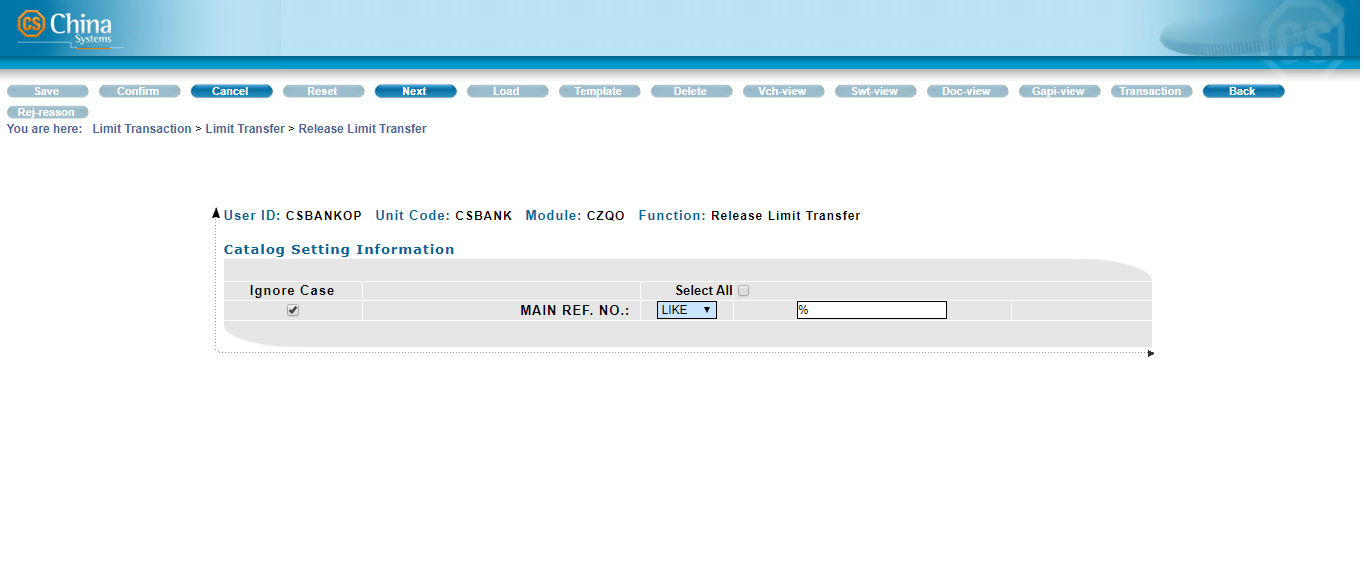 CS China
Systems
CS
Save Confirm Cancel Reset Next Load Template Delete Vch-view Swt-view Doc-view Gapi-view Transaction Back
Rej-reason
You are here: Limit Transaction > Limit Transfer > Release Limit Transfer
User ID: CSBANKOP Unit Code: CSBANK Module: CZQO Function: Release Limit Transfer
Catalog Setting Information
Ignore Case Select All
MAIN REF. NO.: LIKE %